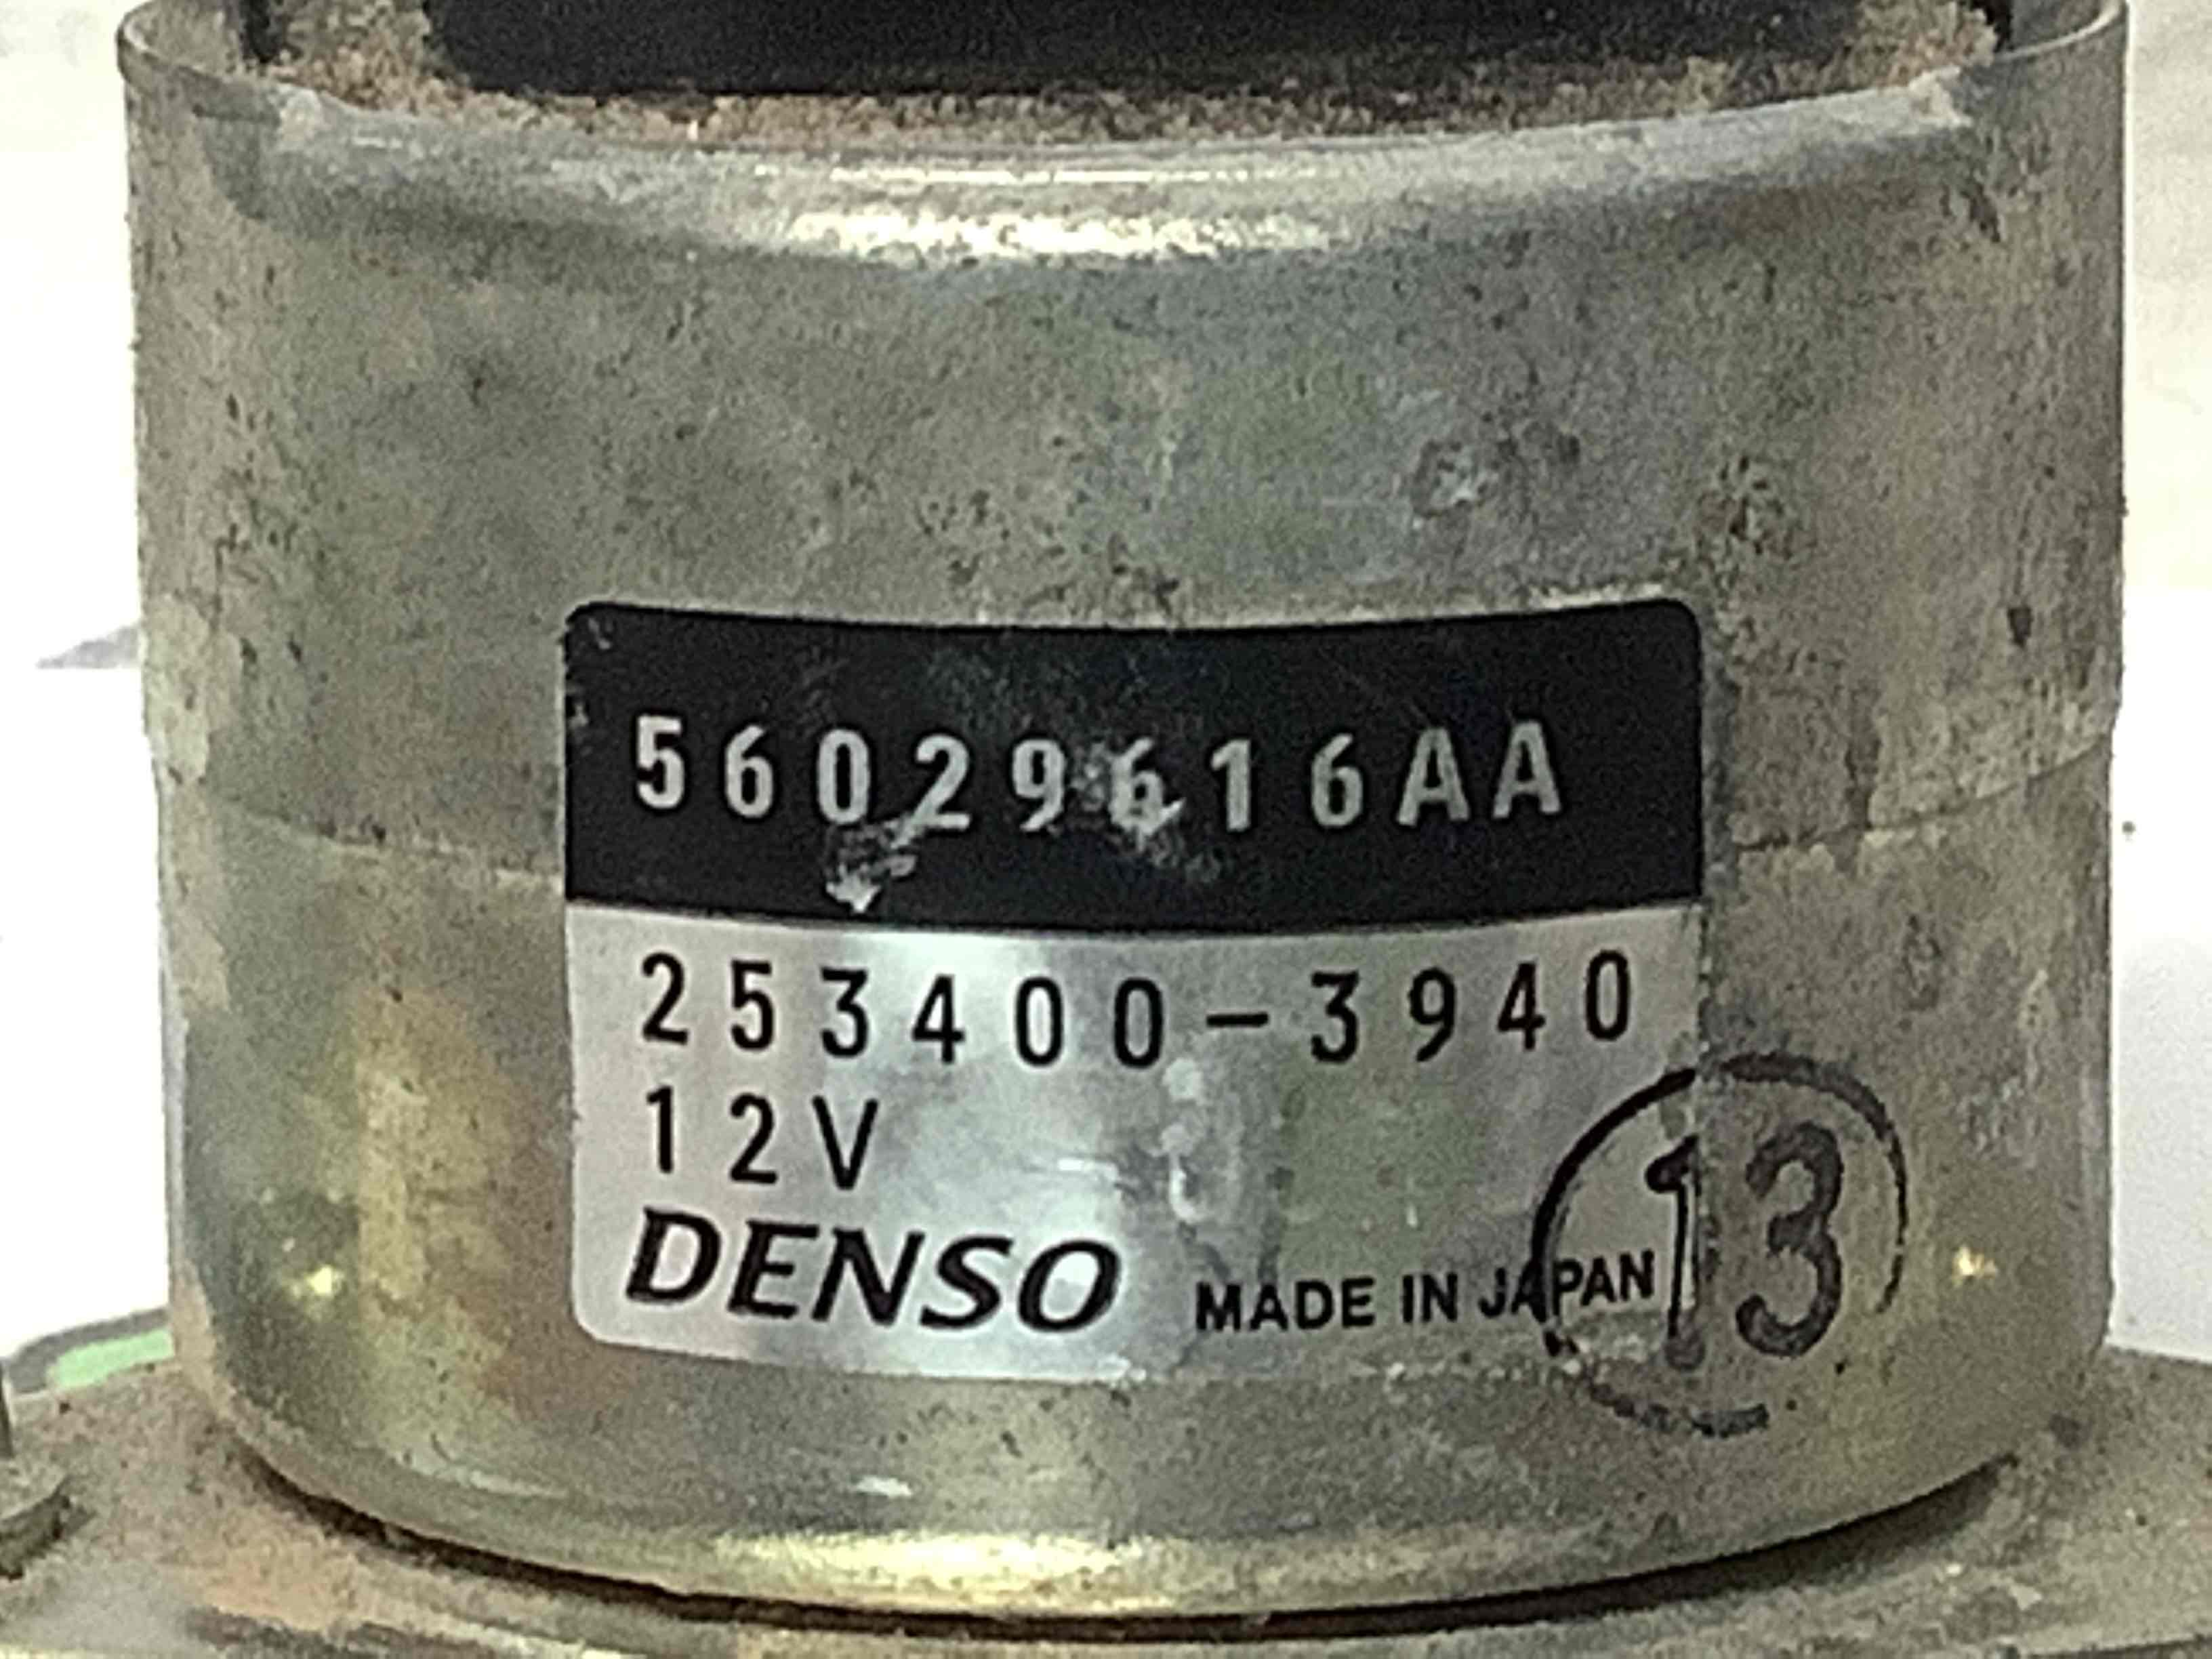 56029616AA
253400-3940
12V
DENSO MADE IN JAPAN
13